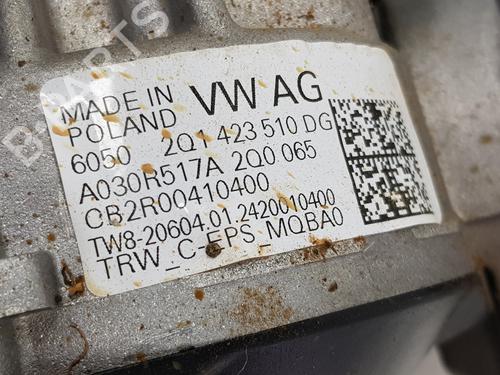 MADE IN
POLAND
VW AG
6050 2Q1 423 510 DG
A030R517A 2Q0 065
CB2R00410400
TW8-20604.01.2420010400
TRW_C-EPS_MQBA0